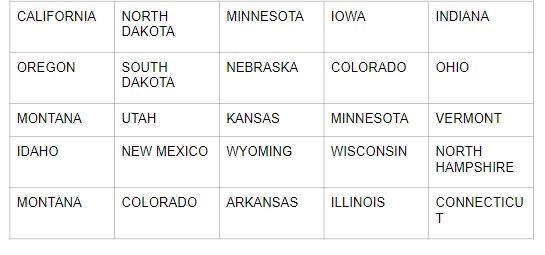 CALIFORNIA NORTH MINNESOTA IOWA INDIANA
DAKOTA
OREGON SOUTH NEBRASKA COLORADO OHIO
DAKOTA
MONTANA UTAH KANSAS MINNESOTA VERMONT
IDAHO NEW MEXICO WYOMING WISCONSIN NORTH
HAMPSHIRE
MONTANA COLORADO ARKANSAS ILLINOIS CONNECTICU
T